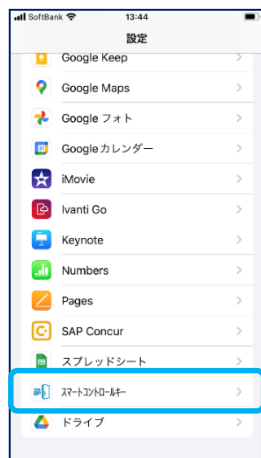 SoftBank 13:44
設定
Google Keep
Google Maps
Google フォト
Googleカレンダー
iMovie
Ivanti Go
Keynote
Numbers
Pages
SAP Concur
スプレッドシート
ｽﾏｰﾄｺﾝﾄﾛｰﾙｷｰ
ドライブ